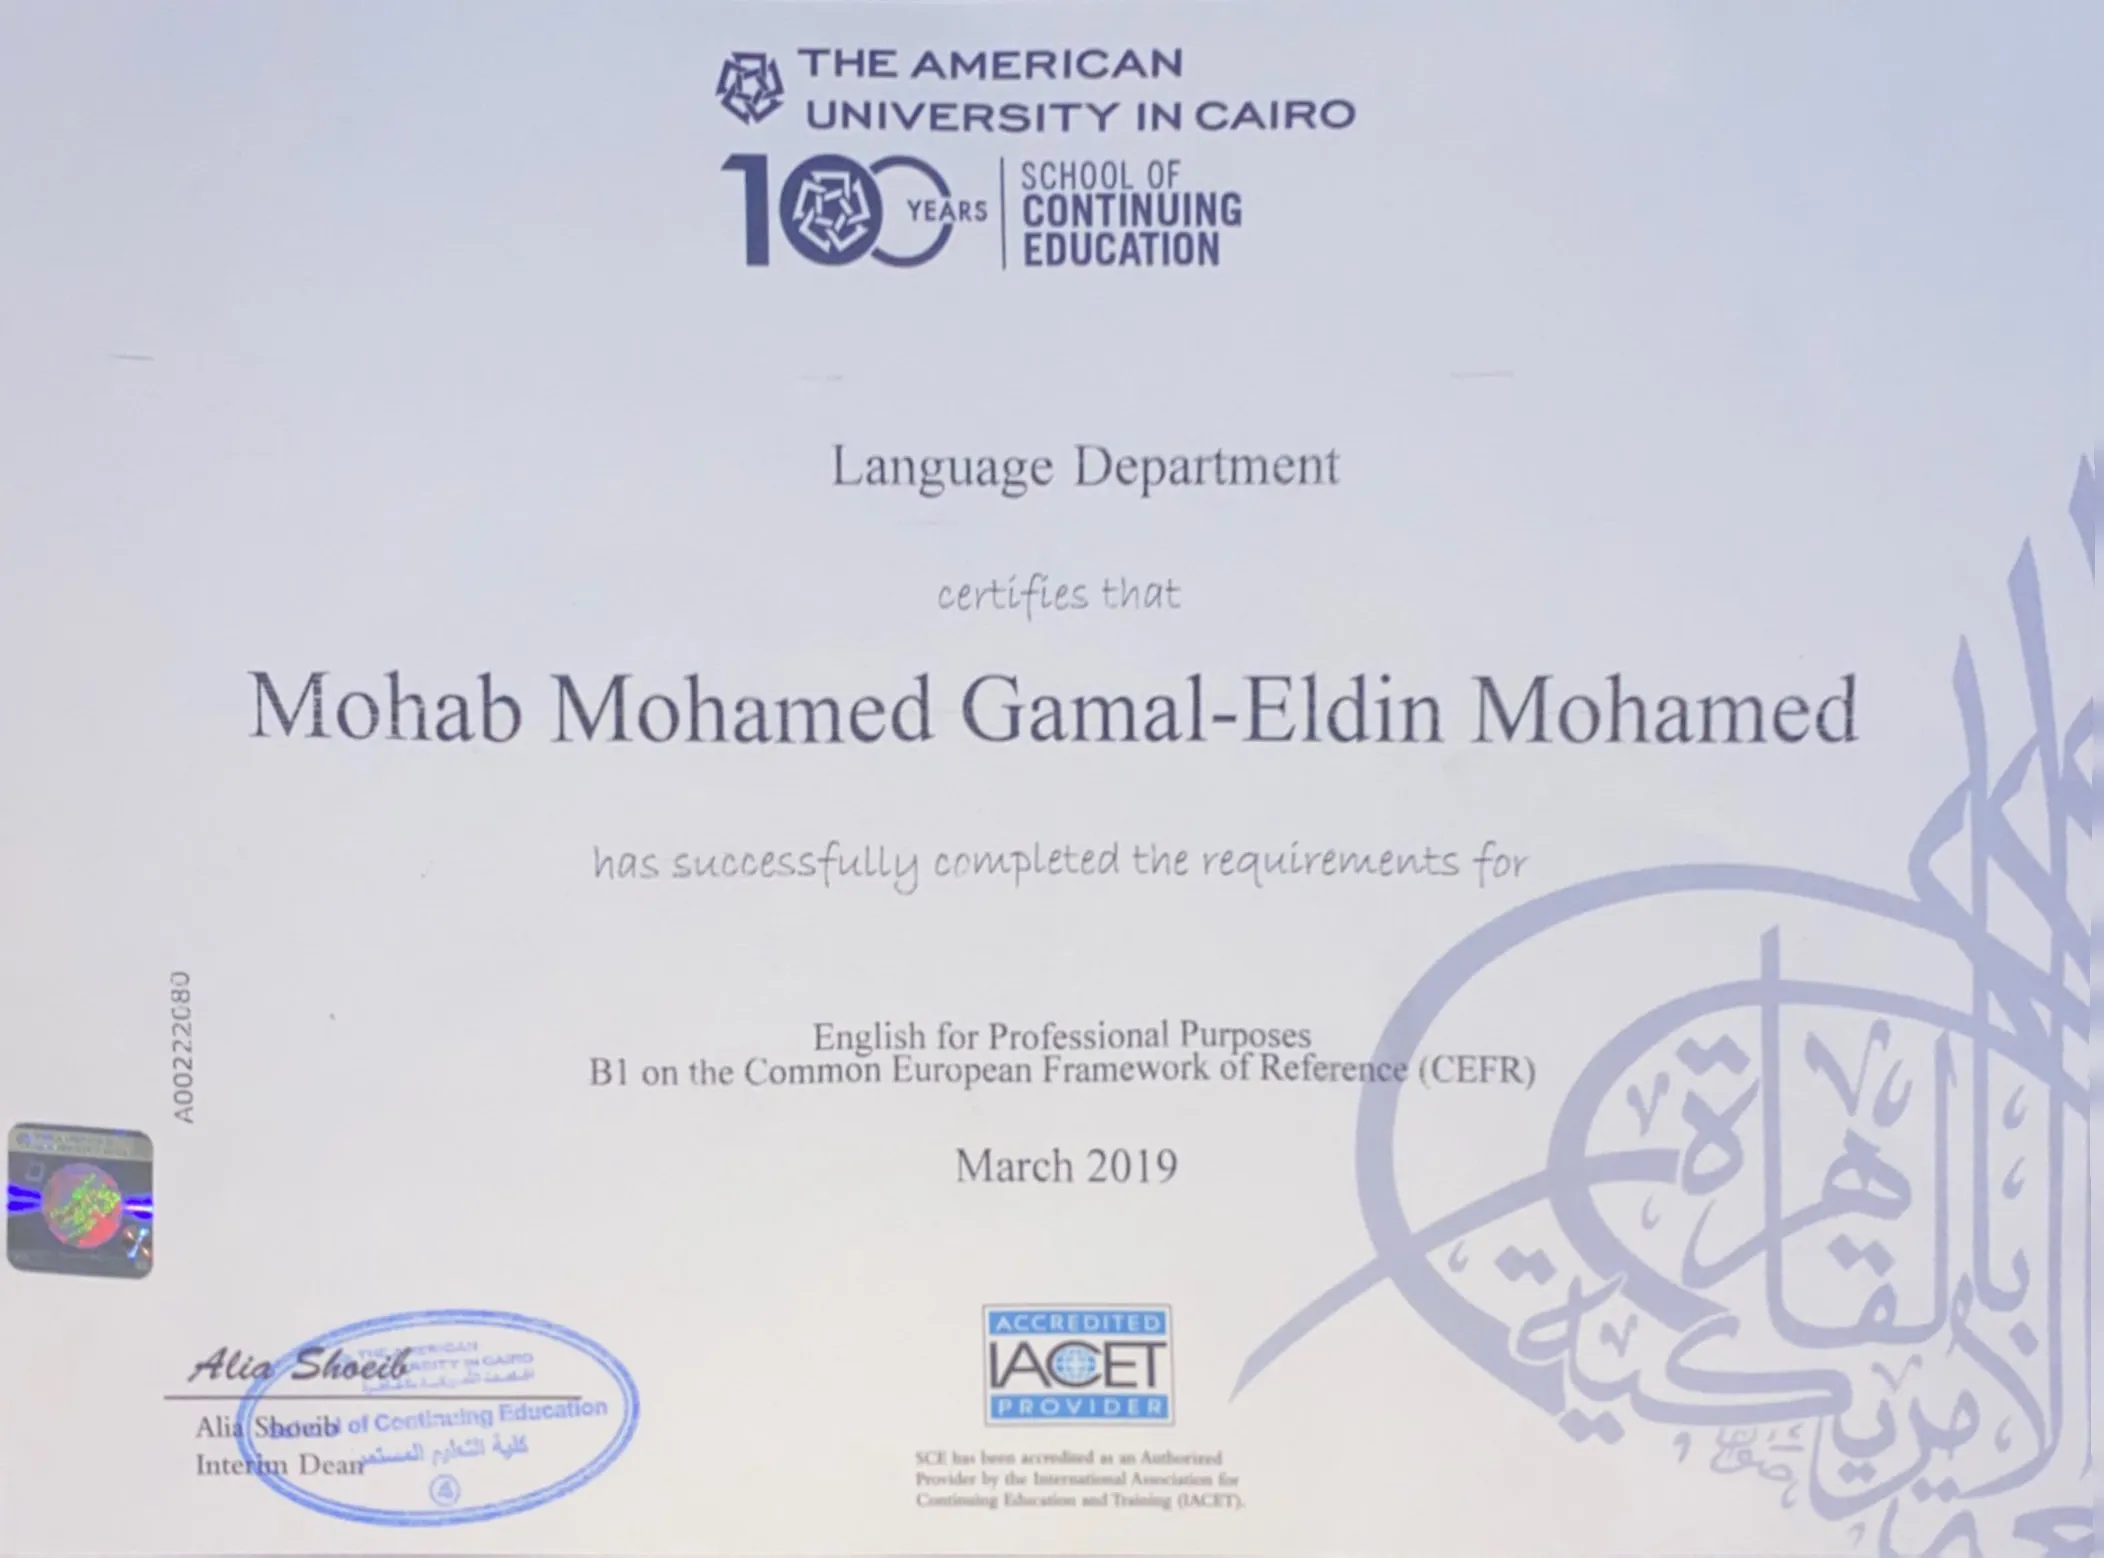 THE AMERICAN
UNIVERSITY IN CAIRO
100 YEARS
SCHOOL OF
CONTINUING
EDUCATION
Language Department
certifies that
Mohab Mohamed Gamal-Eldin Mohamed
has successfully completed the requirements for
English for Professional Purposes
B1 on the Common European Framework of Reference (CEFR)
March 2019
A00222080
Alia Shoeib
Alia Shoeib
Interim Dean
THE AMERICAN
UNIVERSITY IN CAIRO
الجامعة الأمريكية بالقاهرة
School of Continuing Education
كلية التعليم المستمر
4
ACCREDITED
IACET
PROVIDER
SCE has been accredited as an Authorized
Provider by the International Association for
Continuing Education and Training (IACET).
الأمريكية بالقاهرة